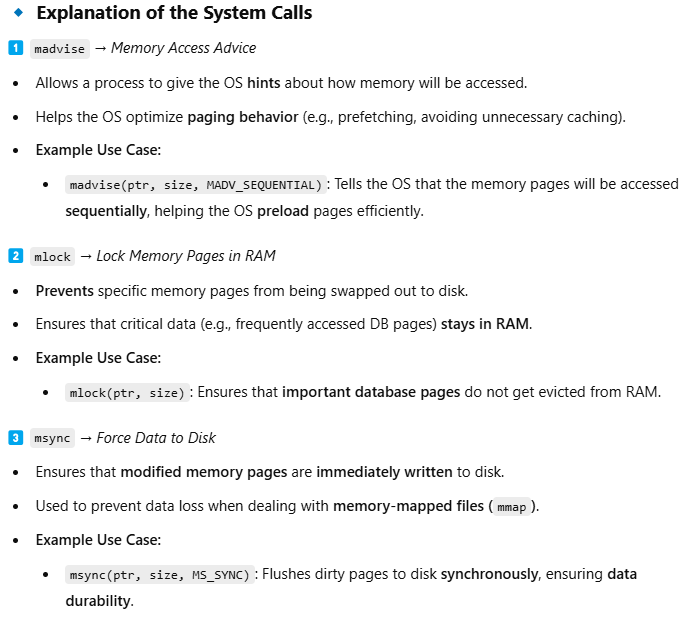 🔹 Explanation of the System Calls
1️⃣ madvise → Memory Access Advice
• Allows a process to give the OS hints about how memory will be accessed.
• Helps the OS optimize paging behavior (e.g., prefetching, avoiding unnecessary caching).
• Example Use Case:
• madvise(ptr, size, MADV_SEQUENTIAL): Tells the OS that the memory pages will be accessed
sequentially, helping the OS preload pages efficiently.
2️⃣ mlock → Lock Memory Pages in RAM
• Prevents specific memory pages from being swapped out to disk.
• Ensures that critical data (e.g., frequently accessed DB pages) stays in RAM.
• Example Use Case:
• mlock(ptr, size): Ensures that important database pages do not get evicted from RAM.
3️⃣ msync → Force Data to Disk
• Ensures that modified memory pages are immediately written to disk.
• Used to prevent data loss when dealing with memory-mapped files (mmap).
• Example Use Case:
• msync(ptr, size, MS_SYNC): Flushes dirty pages to disk synchronously, ensuring data
durability.